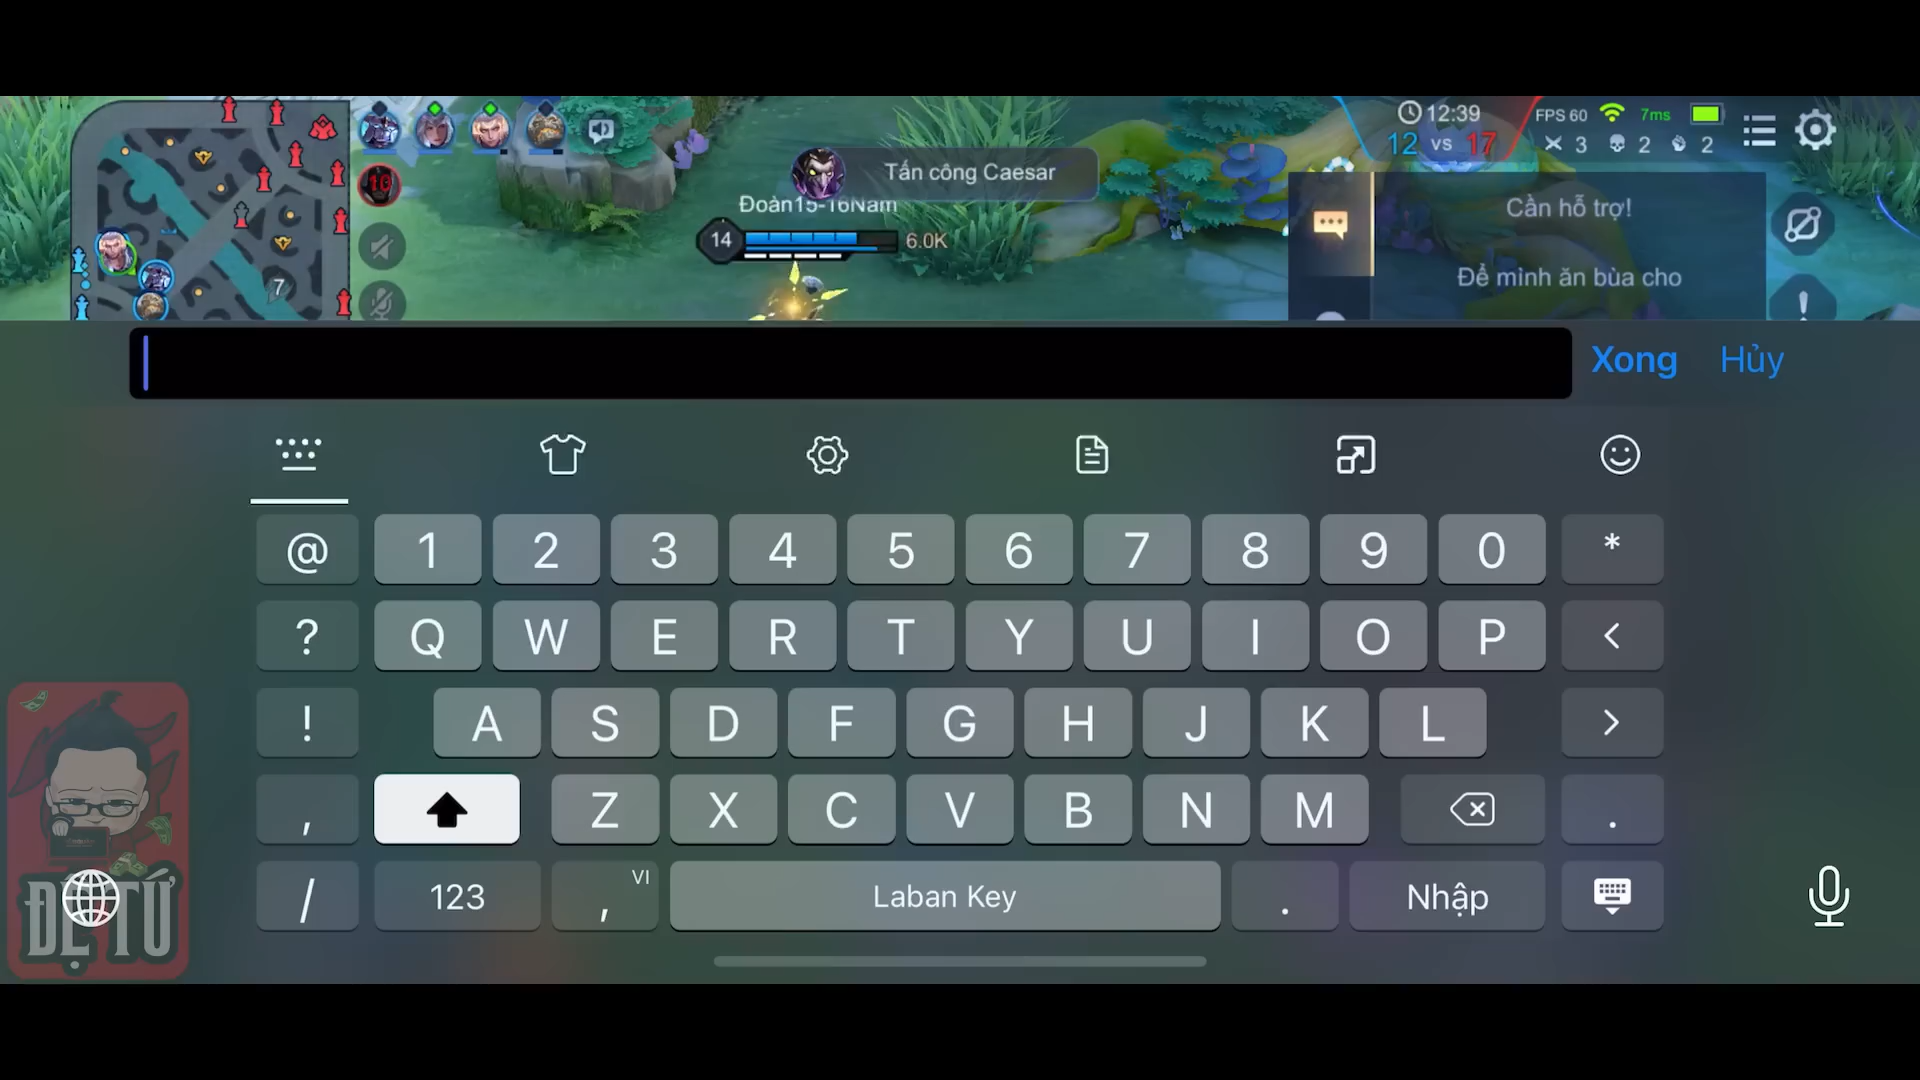 12:39
FPS 60
7ms
12 vs 17
3
2
2
10
Tấn công Caesar
Đoàn15-16Nam
14
6.0K
7
Cần hỗ trợ!
Để mình ăn bùa cho
Xong
Hủy
@ 1 2 3 4 5 6 7 8 9 0 *
? Q W E R T Y U I O P <
! A S D F G H J K L >
, Z X C V B N M .
/ 123 , VI Laban Key . Nhập
ĐỆ TỨ